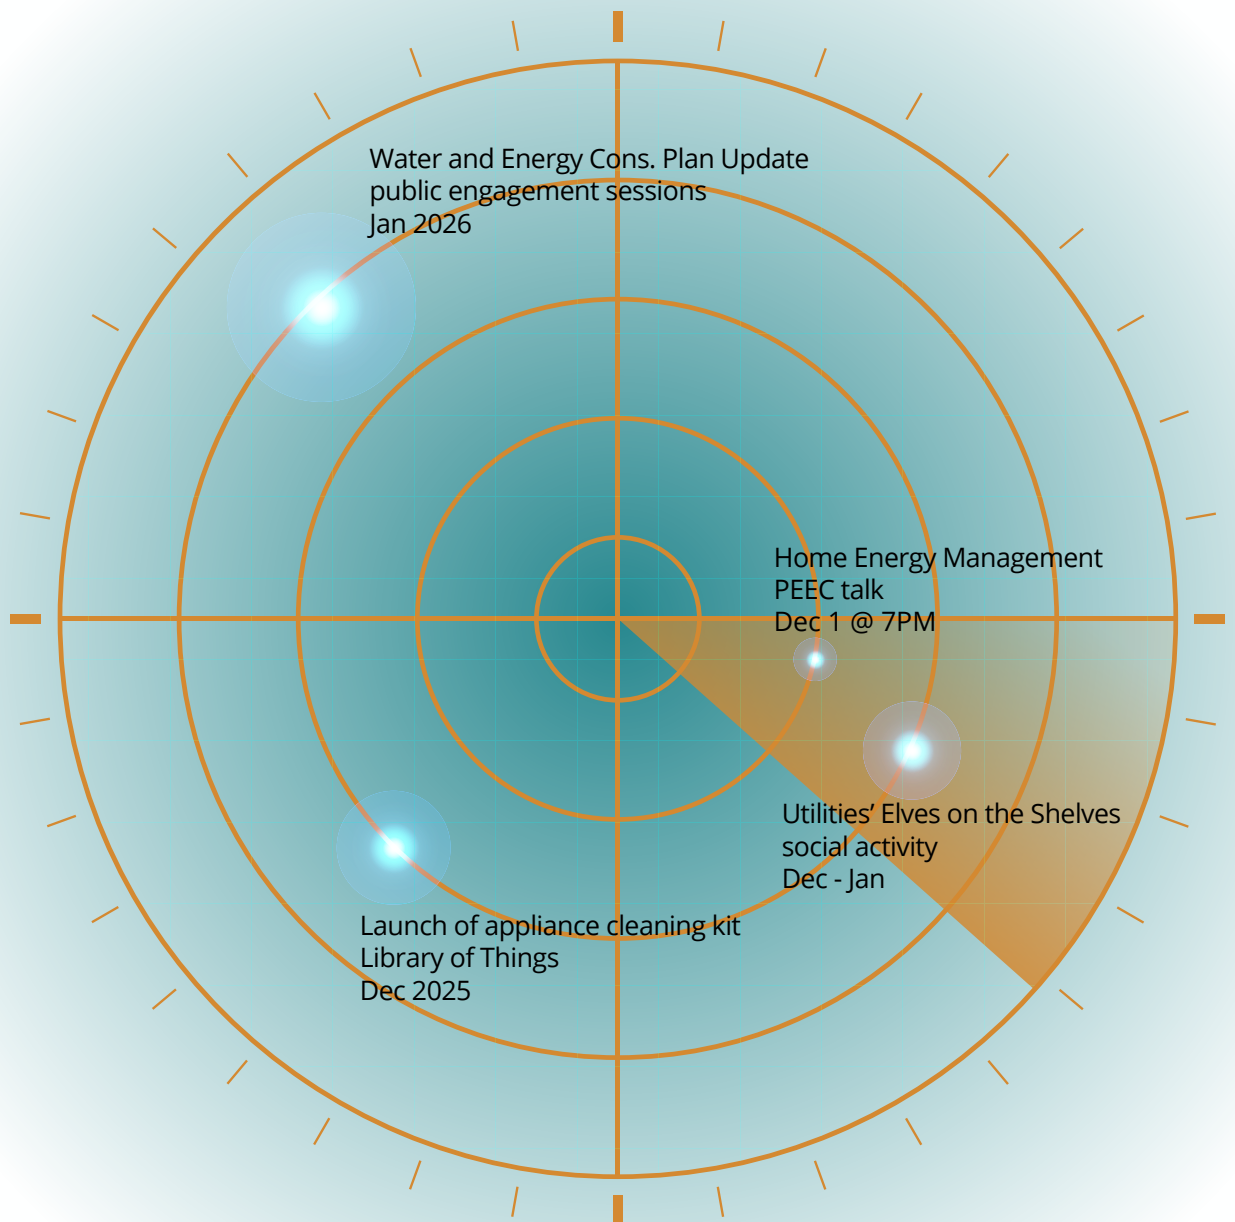 Water and Energy Cons. Plan Update
public engagement sessions
Jan 2026
Home Energy Management
PEEC talk
Dec 1 @ 7PM
Utilities’ Elves on the Shelves
social activity
Dec - Jan
Launch of appliance cleaning kit
Library of Things
Dec 2025